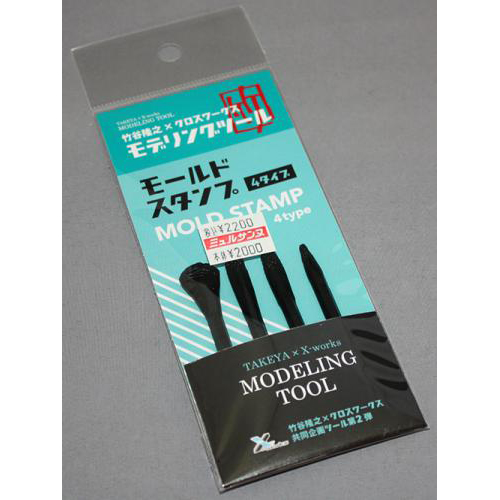 TAKEYA × X-works
MODELING TOOL
竹谷隆之×クロスワークス
モデリングツール
モールド
スタンプ 4タイプ
MOLD STAMP
4type
税込¥2200
ミュルサンヌ
本体¥2000
TAKEYA × X-works
MODELING
TOOL
竹谷隆之×クロスワークス
共同企画ツール第2弾